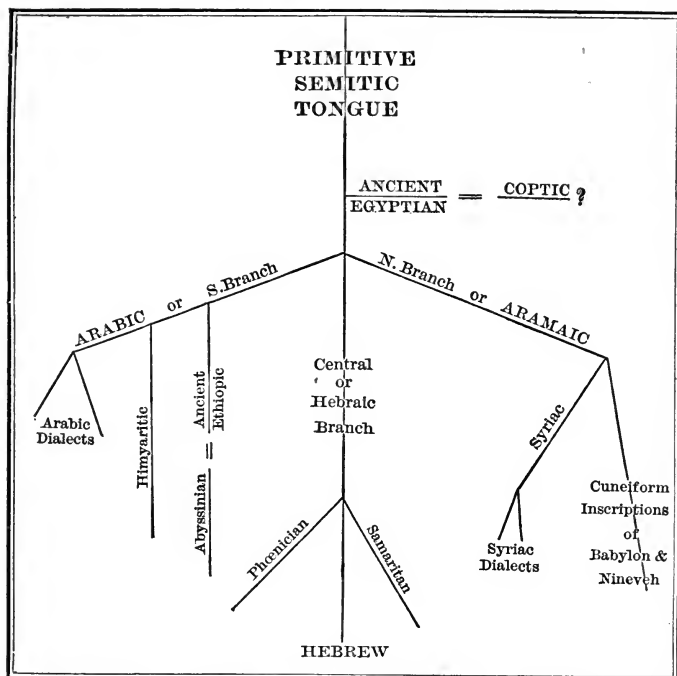 PRIMITIVE
SEMITIC
TONGUE
ANCIENT
EGYPTIAN = COPTIC ?
ARABIC or S. Branch
N. Branch or ARAMAIC
Arabic
Dialects
Himyaritic
Abyssinian = Ancient
Ethiopic
Central
or
Hebraic
Branch
Phœnician
Samaritan
HEBREW
Syriac
Syriac
Dialects
Cuneiform
Inscriptions
of
Babylon &
Nineveh